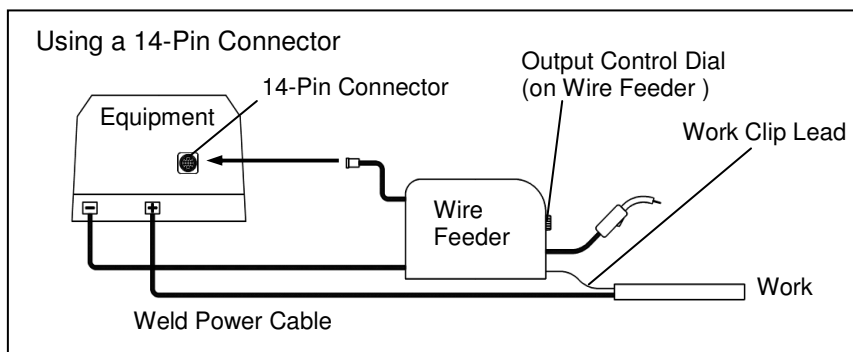 Using a 14-Pin Connector
14-Pin Connector
Output Control Dial
(on Wire Feeder )
Equipment
Work Clip Lead
Wire
Feeder
Work
Weld Power Cable